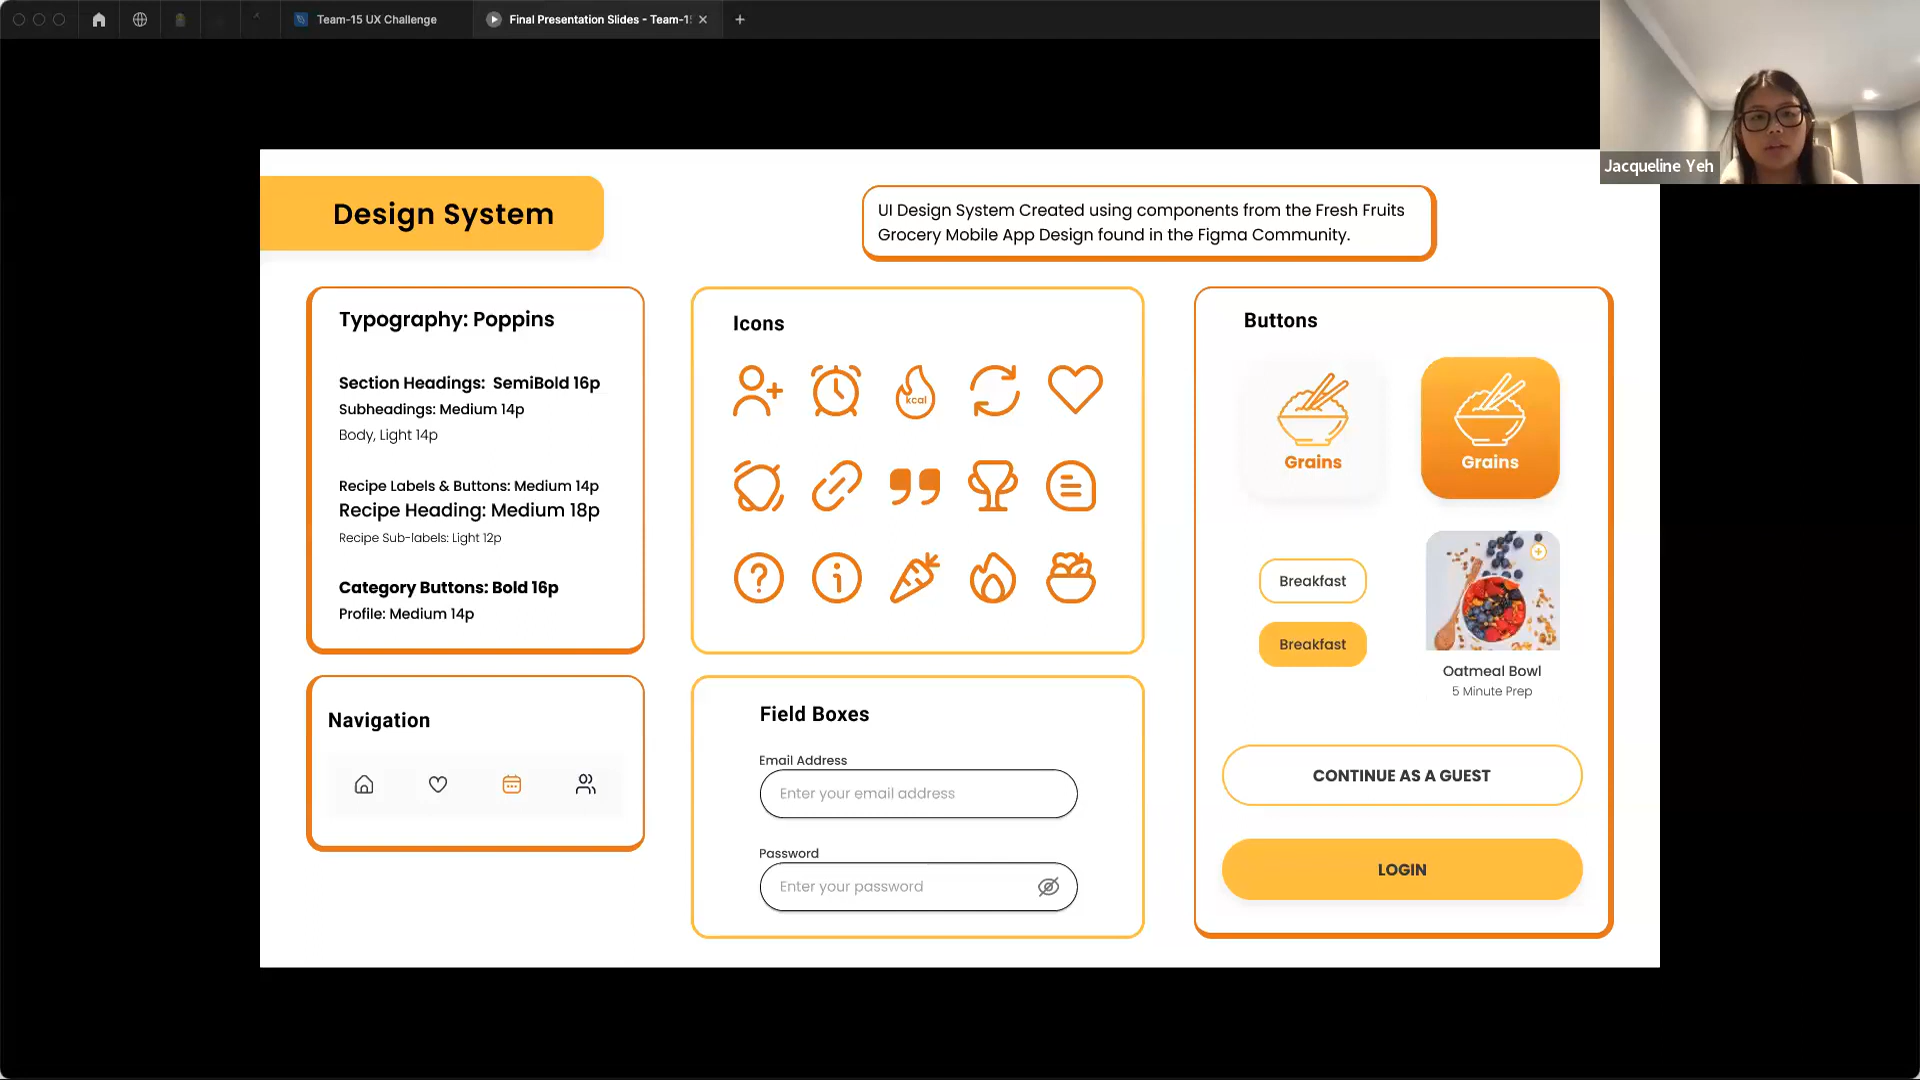 Team-15 UX Challenge
Final Presentation Slides - Team-1
Jacqueline Yeh
Design System
UI Design System Created using components from the Fresh Fruits
Grocery Mobile App Design found in the Figma Community.
Typography: Poppins
Section Headings: SemiBold 16p
Subheadings: Medium 14p
Body, Light 14p
Recipe Labels & Buttons: Medium 14p
Recipe Heading: Medium 18p
Recipe Sub-labels: Light 12p
Category Buttons: Bold 16p
Profile: Medium 14p
Navigation
Icons
kcal
Field Boxes
Email Address
Enter your email address
Password
Enter your password
Buttons
Grains
Grains
Breakfast
Breakfast
Oatmeal Bowl
5 Minute Prep
CONTINUE AS A GUEST
LOGIN